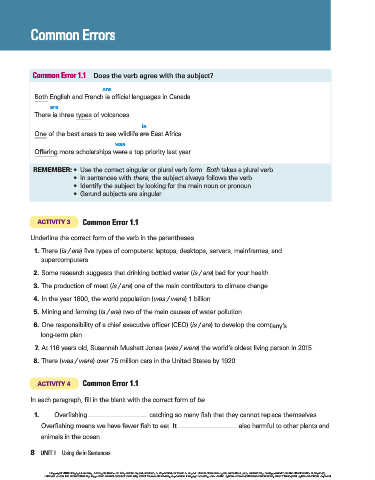 Common Errors
Common Error 1.1 Does the verb agree with the subject?
are
Both English and French is official languages in Canada
are
There is three types of volcanoes
is
One of the best areas to see wildlife are East Africa
was
Offering more scholarships were a top priority last year
REMEMBER: • Use the correct singular or plural verb form Both takes a plural verb
• In sentences with there, the subject always follows the verb
• Identify the subject by looking for the main noun or pronoun
• Gerund subjects are singular
ACTIVITY 3 Common Error 1.1
Underline the correct form of the verb in the parentheses
1. There (is / are) five types of computers: laptops, desktops, servers, mainframes, and
supercomputers
2. Some research suggests that drinking bottled water (is / are) bad for your health
3. The production of meat (is / are) one of the main contributors to climate change
4. In the year 1800, the world population (was / were) 1 billion
5. Mining and farming (is / are) two of the main causes of water pollution
6. One responsibility of a chief executive officer (CEO) (is / are) to develop the company's
long-term plan
7. At 116 years old, Susannah Mushatt Jones (was / were) the world's oldest living person in 2015
8. There (was / were) over 75 million cars in the United States by 1920
ACTIVITY 4 Common Error 1.1
In each paragraph, fill in the blank with the correct form of be
1. Overfishing ____ catching so many fish that they cannot replace themselves
Overfishing means we have fewer fish to eat It ____ also harmful to other plants and
animals in the ocean
8 UNIT 1 Using Be in Sentences